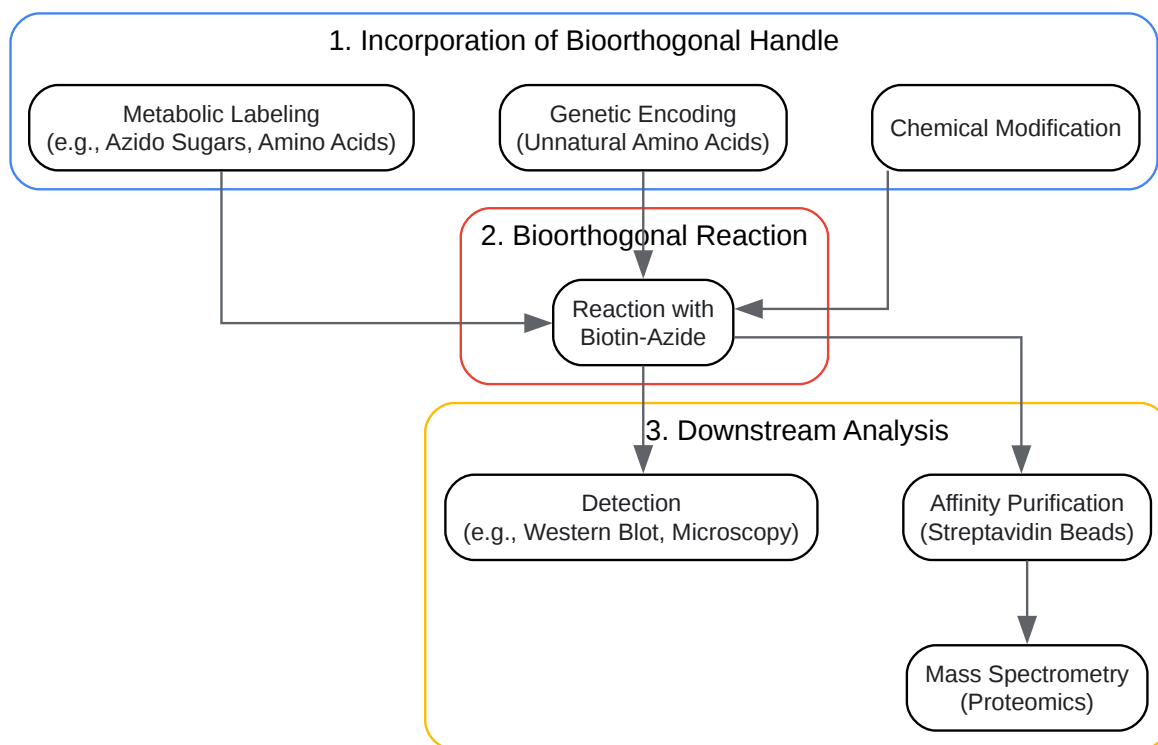 1. Incorporation of Bioorthogonal Handle
Metabolic Labeling
(e.g., Azido Sugars, Amino Acids)
Genetic Encoding
(Unnatural Amino Acids)
Chemical Modification
2. Bioorthogonal Reaction
Reaction with
Biotin-Azide
3. Downstream Analysis
Detection
(e.g., Western Blot, Microscopy)
Affinity Purification
(Streptavidin Beads)
Mass Spectrometry
(Proteomics)